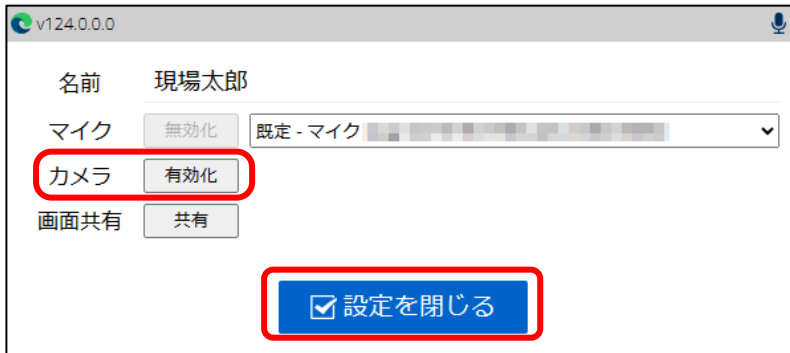 v124.0.0.0
名前 現場太郎
マイク 無効化 既定 - マイク
カメラ 有効化
画面共有 共有
設定を閉じる